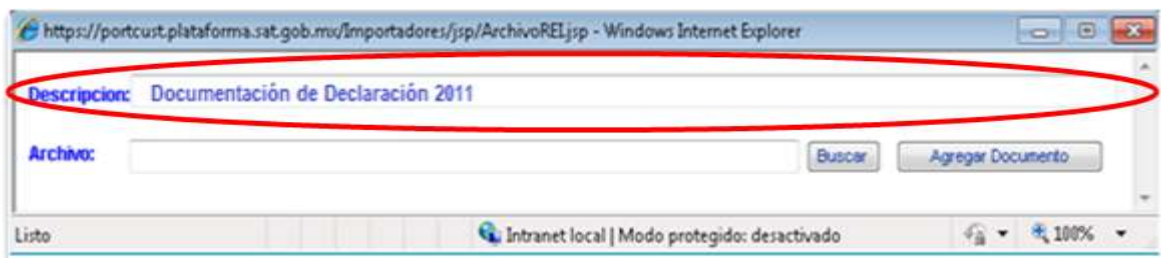 https://portcust.plataforma.sat.gob.mx/Importadores/jsp/ArchivoREI.jsp - Windows Internet Explorer
Descripcion: Documentación de Declaración 2011
Archivo: Buscar Agregar Documento
Listo Intranet local | Modo protegido: desactivado 100%